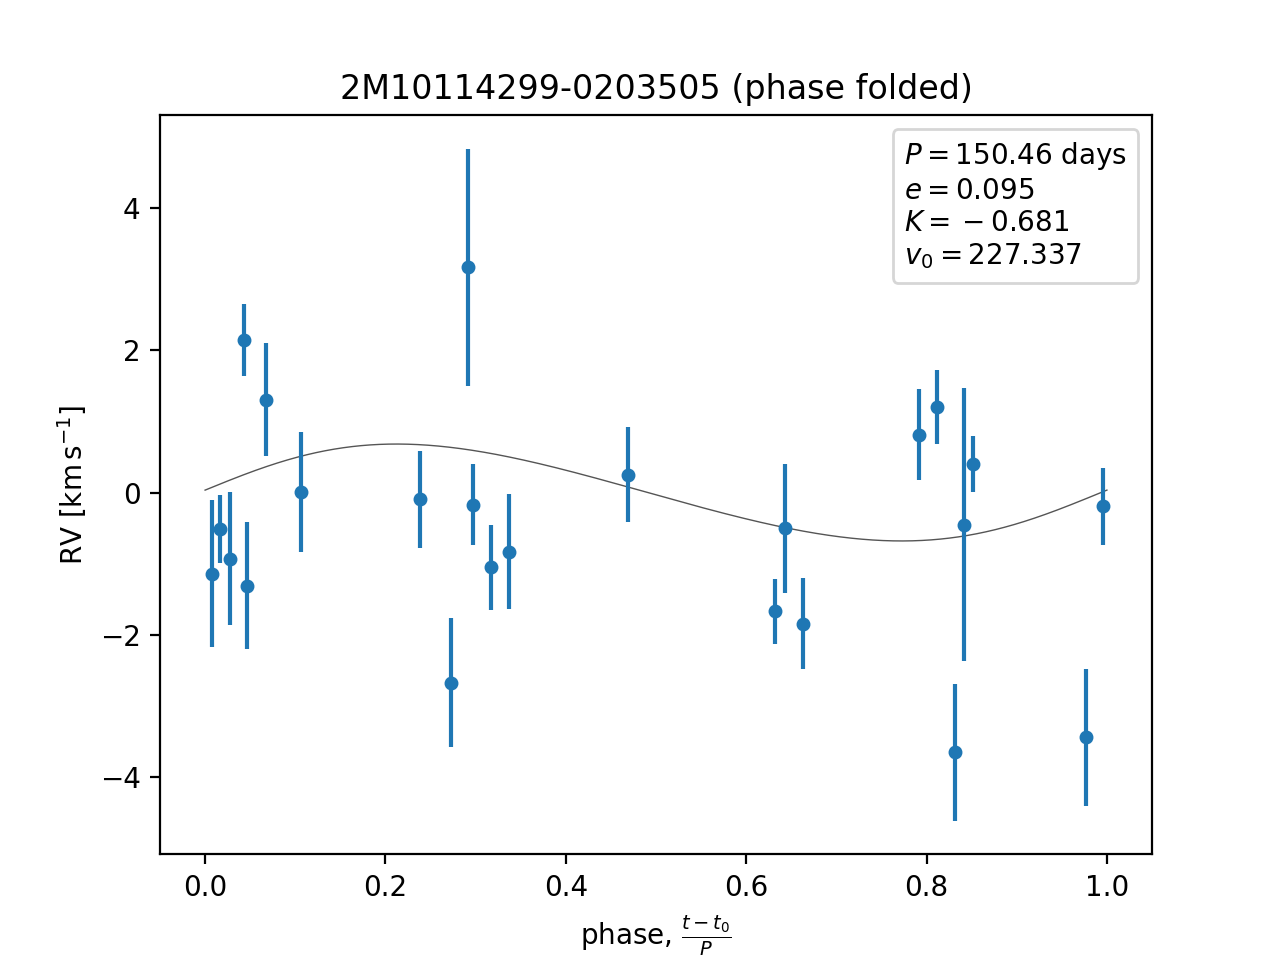 2M10114299-0203505 (phase folded)
P = 150.46 days
e = 0.095
K = −0.681
v₀ = 227.337
4
2
0
−2
−4
RV [km s⁻¹]
0.0 0.2 0.4 0.6 0.8 1.0
phase, (t − t₀)/P